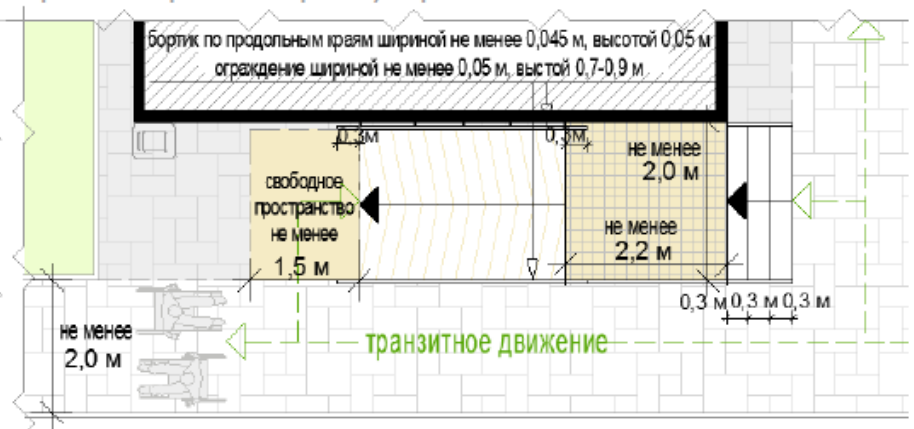 бортик по продольным краям шириной не менее 0,045 м, высотой 0,05 м
ограждение шириной не менее 0,05 м, выстой 0,7-0,9 м
0,3м
0,3м
не менее
2,0 м
свободное
пространство
не менее
1,5 м
не менее
2,2 м
0,3 м 0,3 м 0,3 м
не менее
2,0 м
транзитное движение